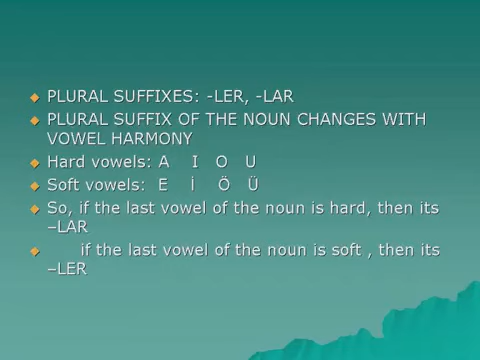 PLURAL SUFFIXES: -LER, -LAR
PLURAL SUFFIX OF THE NOUN CHANGES WITH
VOWEL HARMONY
Hard vowels: A I O U
Soft vowels: E İ Ö Ü
So, if the last vowel of the noun is hard, then its
–LAR
if the last vowel of the noun is soft , then its
–LER